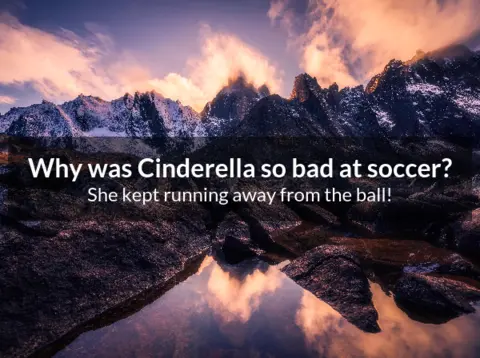 Why was Cinderella so bad at soccer?
She kept running away from the ball!